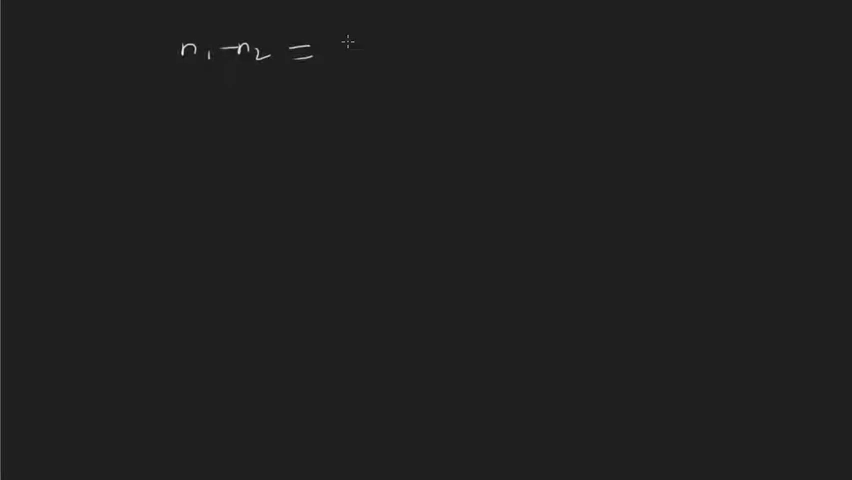 n₁ - n₂ =